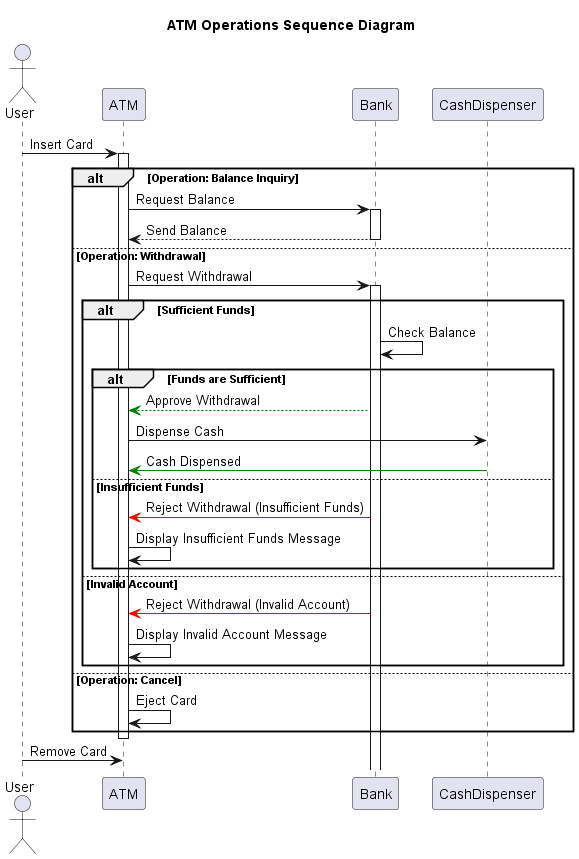 ATM Operations Sequence Diagram
User
ATM
Bank
CashDispenser
Insert Card
alt
[Operation: Balance Inquiry]
Request Balance
Send Balance
[Operation: Withdrawal]
Request Withdrawal
alt
[Sufficient Funds]
Check Balance
alt
[Funds are Sufficient]
Approve Withdrawal
Dispense Cash
Cash Dispensed
[Insufficient Funds]
Reject Withdrawal (Insufficient Funds)
Display Insufficient Funds Message
[Invalid Account]
Reject Withdrawal (Invalid Account)
Display Invalid Account Message
[Operation: Cancel]
Eject Card
Remove Card
User
ATM
Bank
CashDispenser